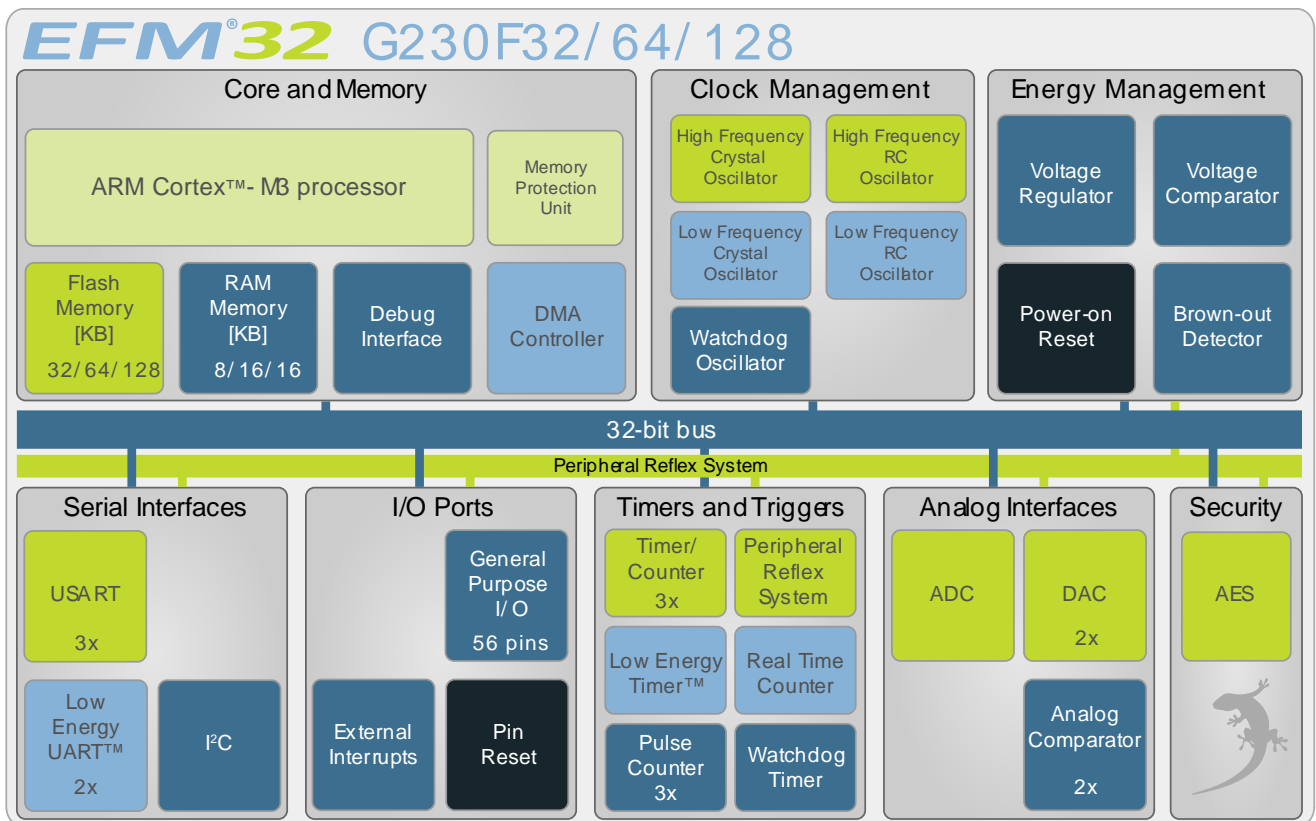 EFM®32 G230F32/64/128
Core and Memory
ARM Cortex™- M3 processor
Memory
Protection
Unit
Flash
Memory
[KB]
32/64/128
RAM
Memory
[KB]
8/16/16
Debug
Interface
DMA
Controller
Clock Management
High Frequency
Crystal
Oscillator
High Frequency
RC
Oscillator
Low Frequency
Crystal
Oscillator
Low Frequency
RC
Oscillator
Watchdog
Oscillator
Energy Management
Voltage
Regulator
Voltage
Comparator
Power-on
Reset
Brown-out
Detector
32-bit bus
Peripheral Reflex System
Serial Interfaces
USART
3x
Low
Energy
UART™
2x
I²C
I/O Ports
General
Purpose
I/O
56 pins
External
Interrupts
Pin
Reset
Timers and Triggers
Timer/
Counter
3x
Peripheral
Reflex
System
Low Energy
Timer™
Real Time
Counter
Pulse
Counter
3x
Watchdog
Timer
Analog Interfaces
ADC
DAC
2x
Analog
Comparator
2x
Security
AES